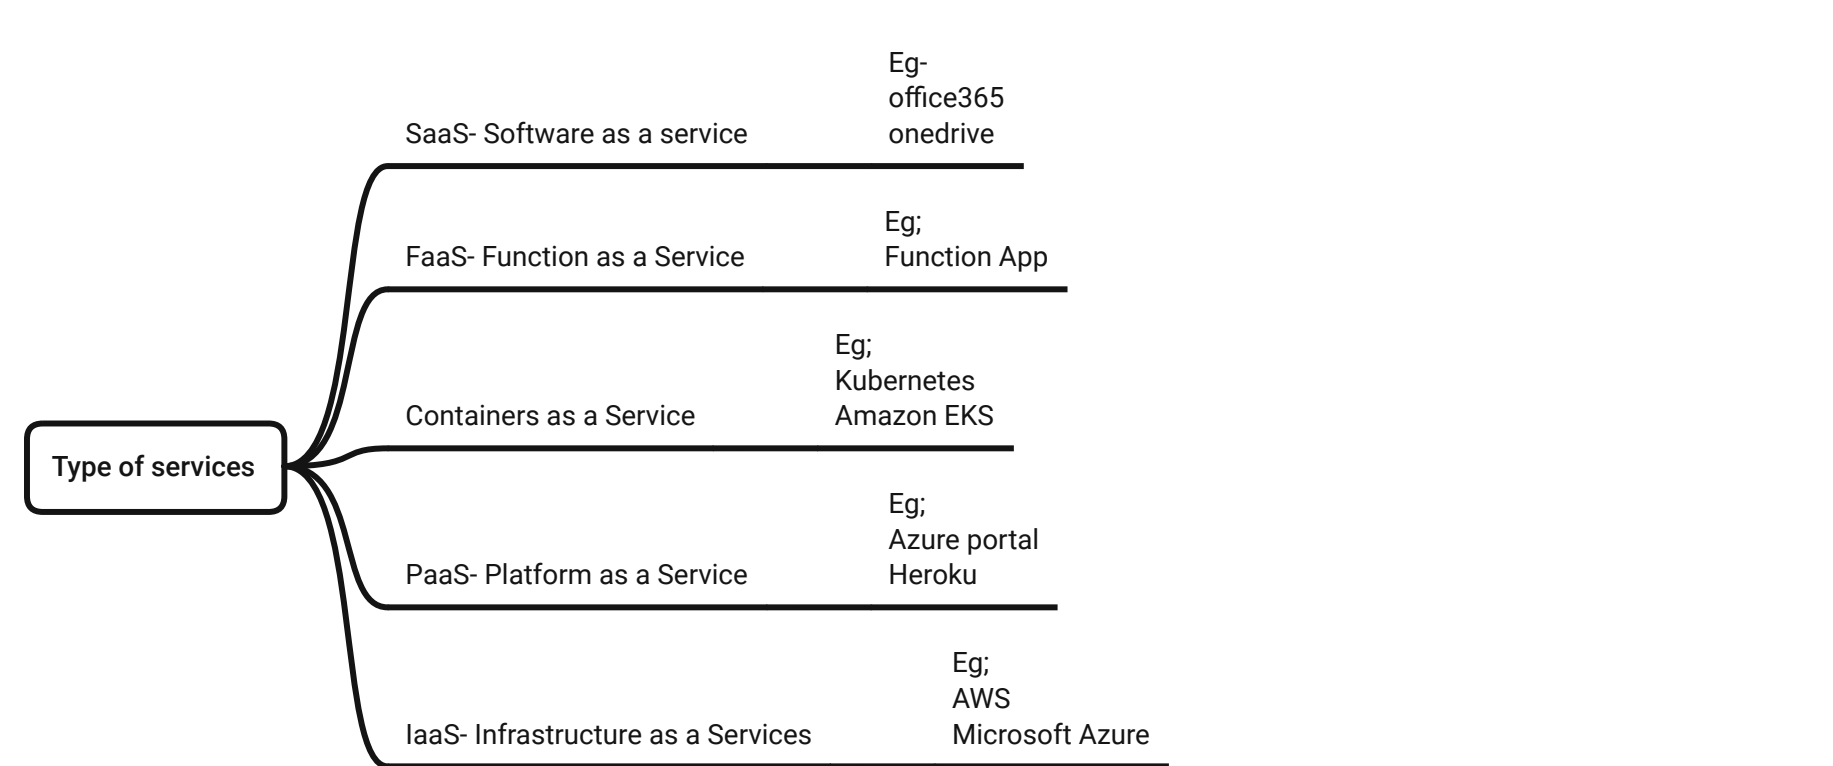 Type of services
SaaS- Software as a service
Eg-
office365
onedrive
FaaS- Function as a Service
Eg;
Function App
Containers as a Service
Eg;
Kubernetes
Amazon EKS
PaaS- Platform as a Service
Eg;
Azure portal
Heroku
IaaS- Infrastructure as a Services
Eg;
AWS
Microsoft Azure